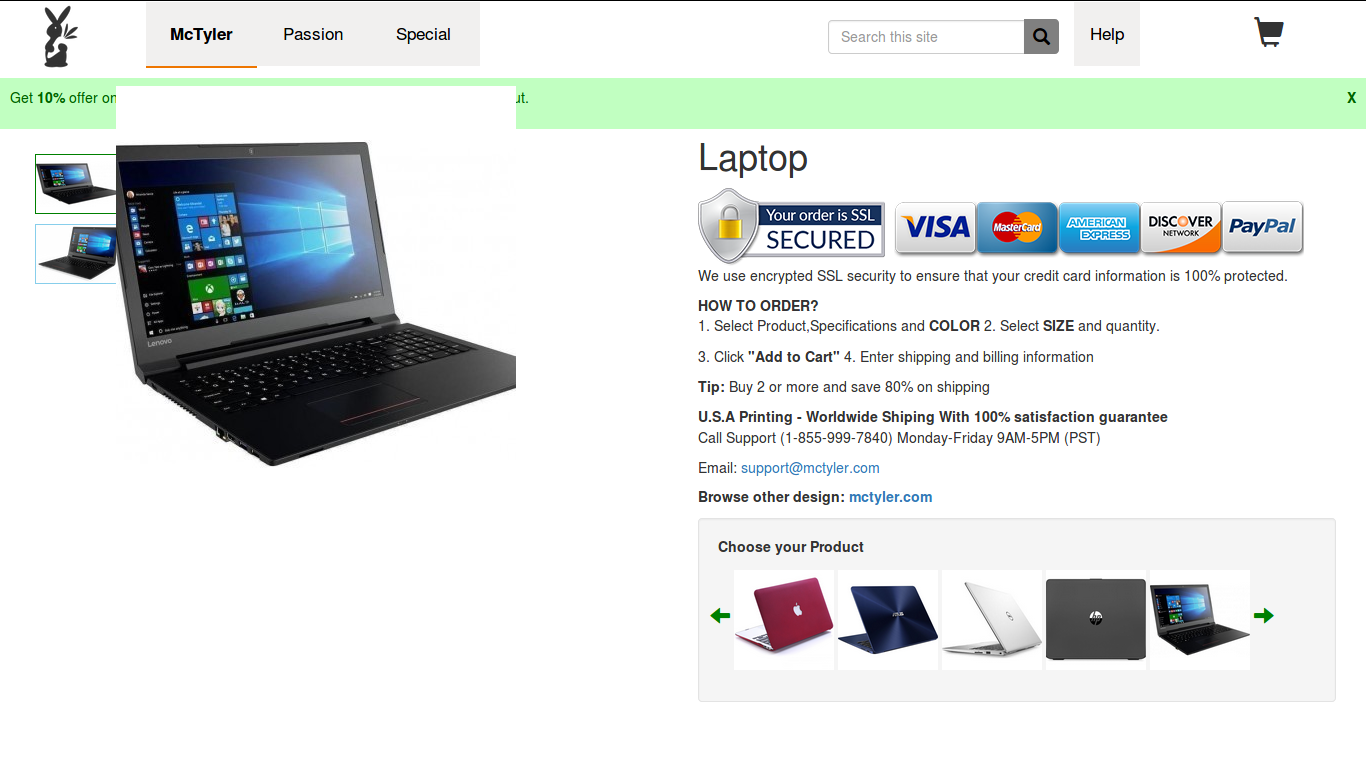 McTyler Passion Special
Search this site
Help
Get 10% offer on
ut.
X
Lenovo
Laptop
Your order is SSL
SECURED
VISA
MasterCard
AMERICAN
EXPRESS
DISCOVER
NETWORK
PayPal
We use encrypted SSL security to ensure that your credit card information is 100% protected.
HOW TO ORDER?
1. Select Product,Specifications and COLOR 2. Select SIZE and quantity.
3. Click "Add to Cart" 4. Enter shipping and billing information
Tip: Buy 2 or more and save 80% on shipping
U.S.A Printing - Worldwide Shiping With 100% satisfaction guarantee
Call Support (1-855-999-7840) Monday-Friday 9AM-5PM (PST)
Email: support@mctyler.com
Browse other design: mctyler.com
Choose your Product
ASUS
hp